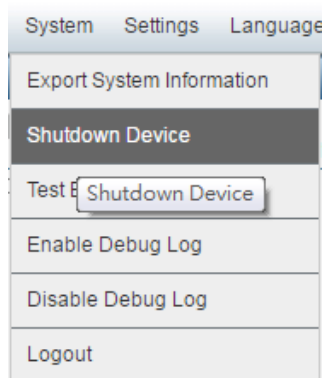 System Settings Language
Export System Information
Shutdown Device
Test
Shutdown Device
Enable Debug Log
Disable Debug Log
Logout